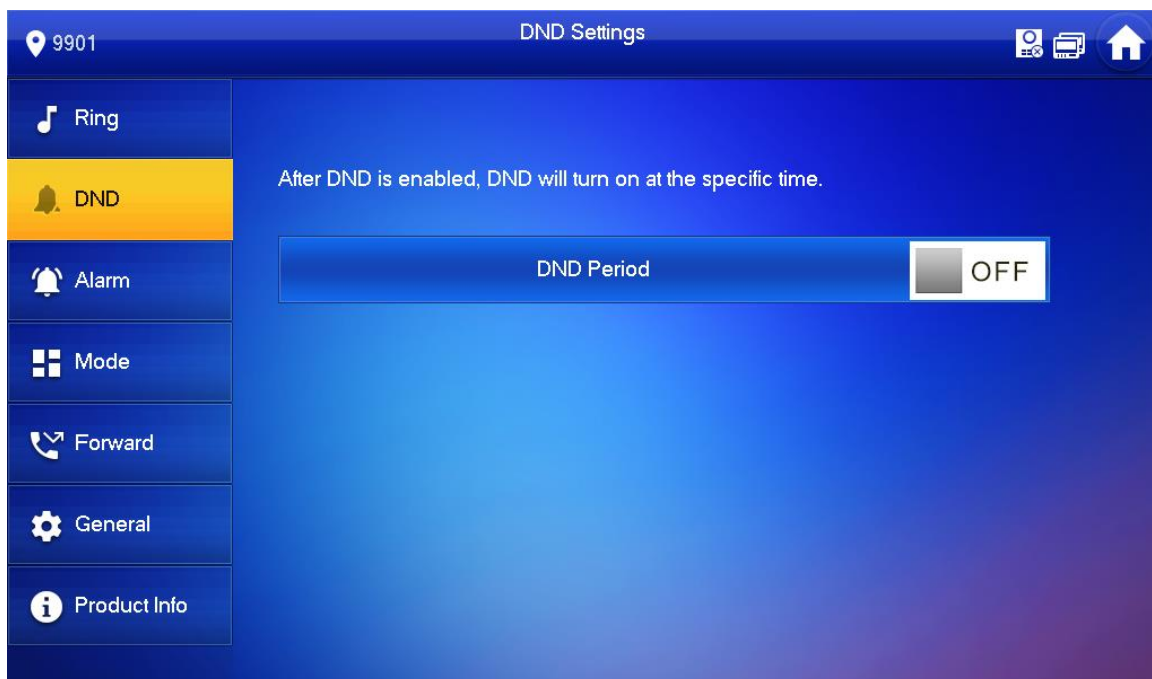 9901
DND Settings
Ring
DND
Alarm
Mode
Forward
General
Product Info
After DND is enabled, DND will turn on at the specific time.
DND Period
OFF